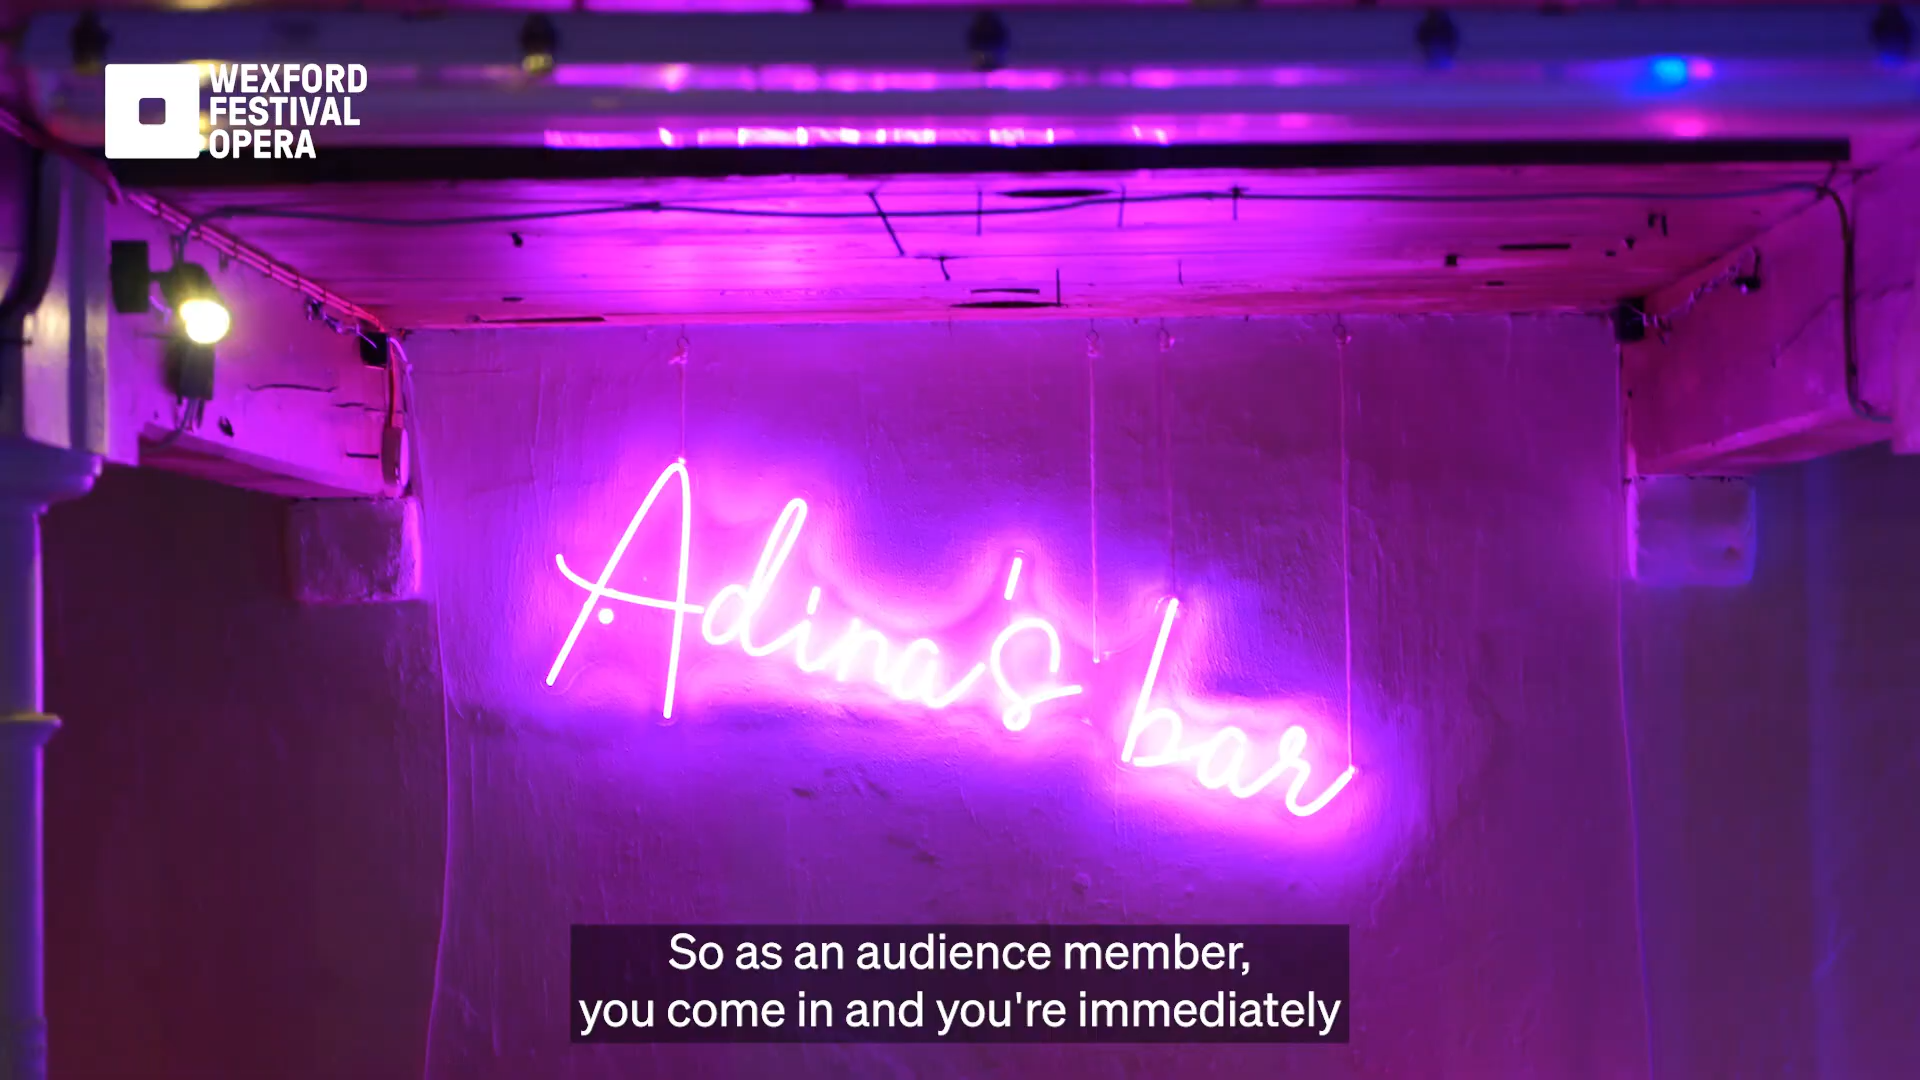 WEXFORD
FESTIVAL
OPERA
Adina's bar
So as an audience member,
you come in and you're immediately